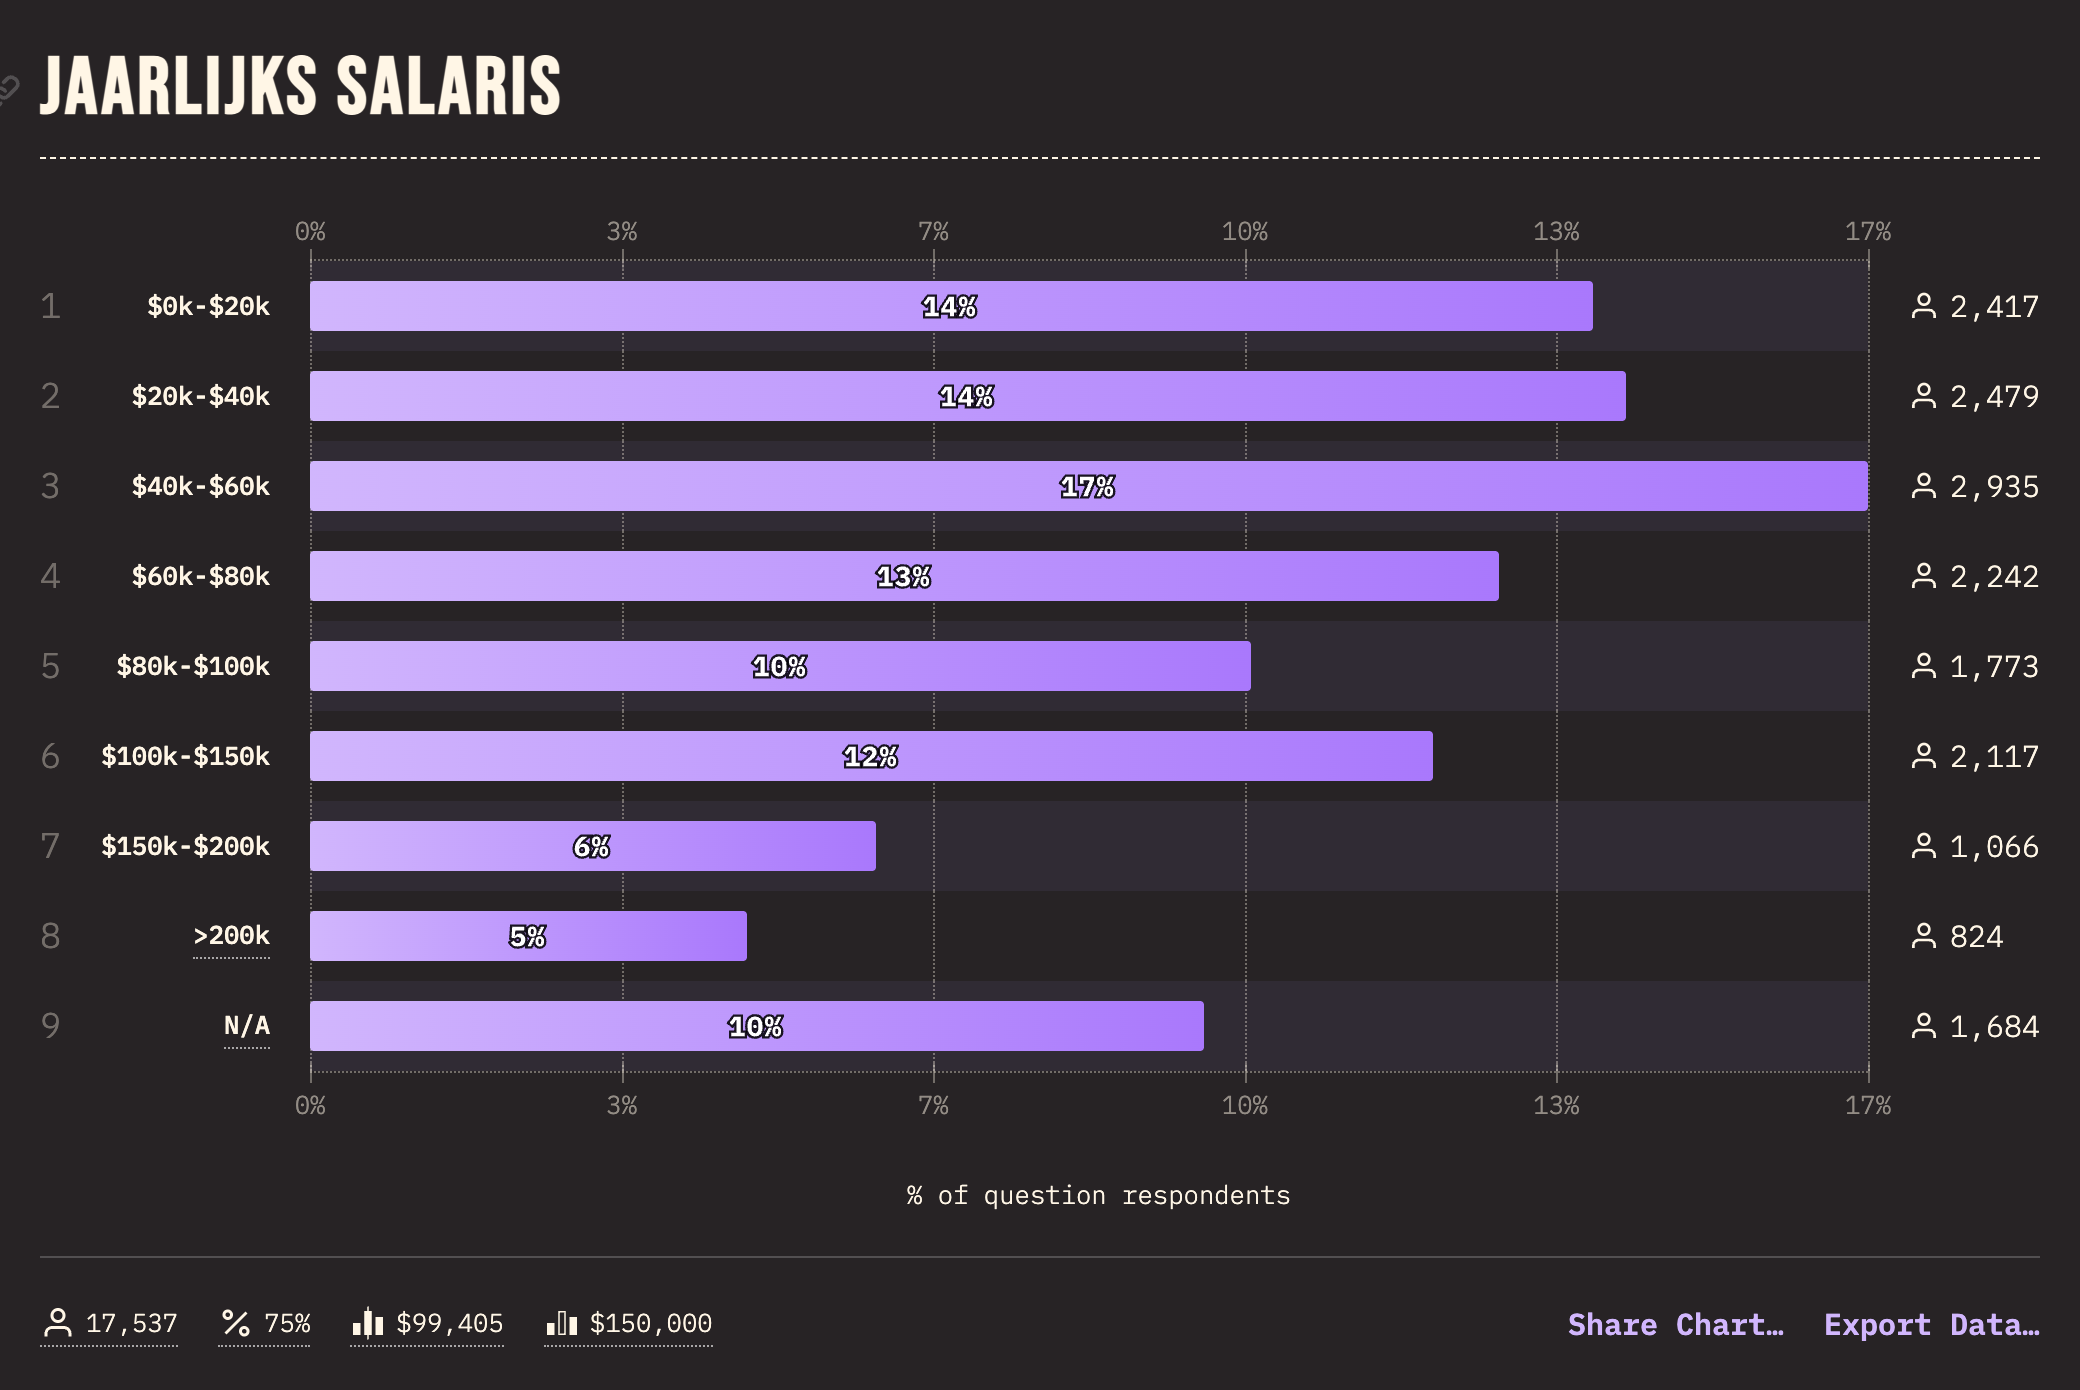 JAARLIJKS SALARIS
0% 3% 7% 10% 13% 17%
1 $0k-$20k 14% 2,417
2 $20k-$40k 14% 2,479
3 $40k-$60k 17% 2,935
4 $60k-$80k 13% 2,242
5 $80k-$100k 10% 1,773
6 $100k-$150k 12% 2,117
7 $150k-$200k 6% 1,066
8 >200k 5% 824
9 N/A 10% 1,684
0% 3% 7% 10% 13% 17%
% of question respondents
17,537 75% $99,405 $150,000 Share Chart… Export Data…